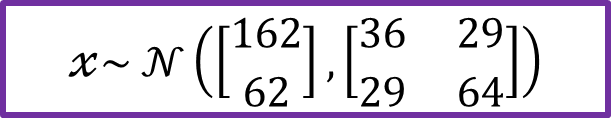 𝓍~ 𝒩 ([162 62], [36 29 29 64])